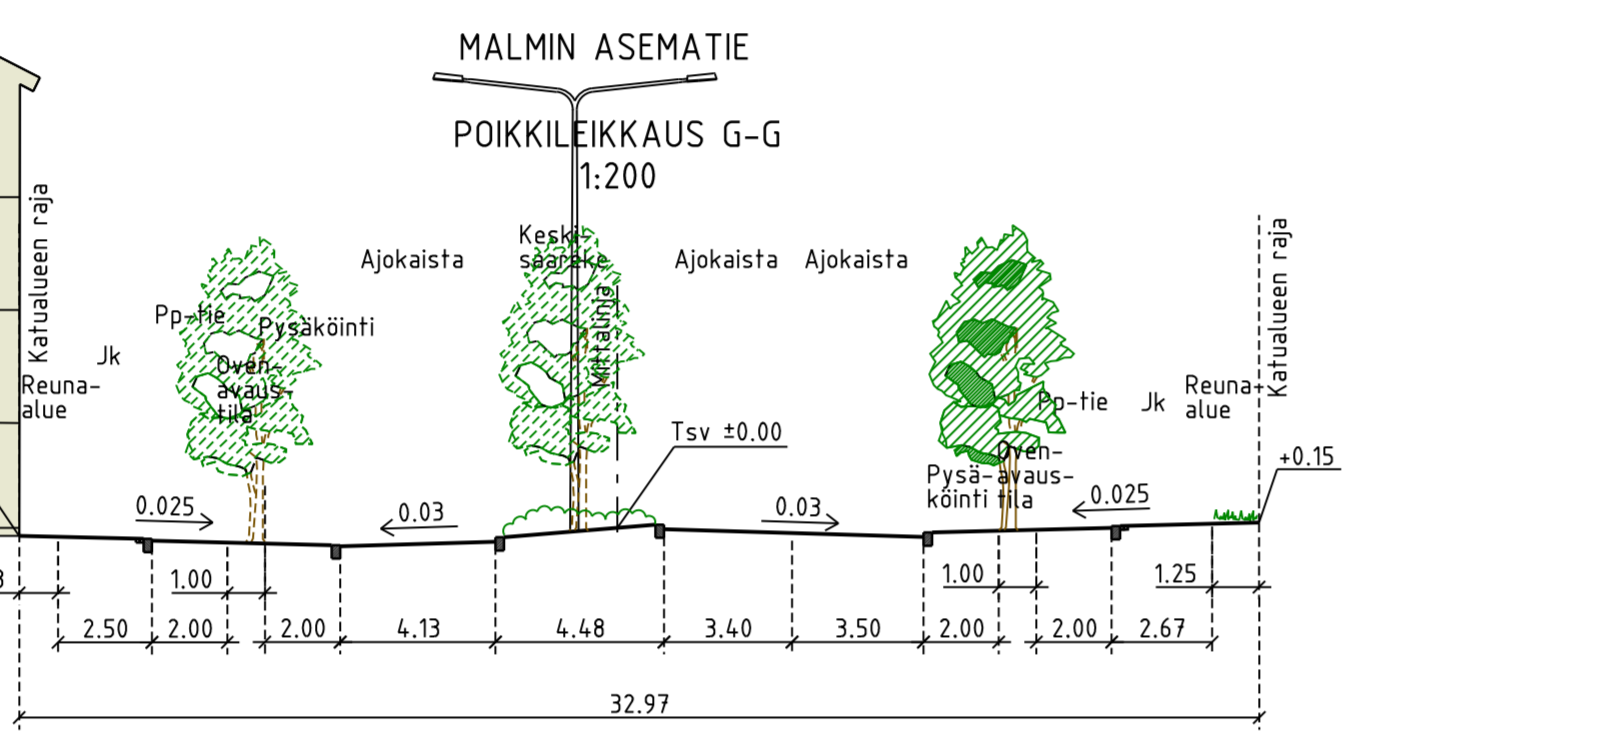 MALMIN ASEMATIE
POIKKILEIKKAUS G-G
1:200
Katualueen raja
Reuna-
alue
Jk
Pp-tie
Oven-
avaus-
tila
Pysäköinti
Ajokaista
Keski-
saareke
Mittalinja
Ajokaista
Ajokaista
Pysä-
köinti
Oven-
avaus-
tila
Pp-tie
Jk
Reuna-
alue
Katualueen raja
Tsv ±0.00
+0.15
0.025
0.03
0.03
0.025
1.00
1.00
1.25
2.50
2.00
2.00
4.13
4.48
3.40
3.50
2.00
2.00
2.67
32.97